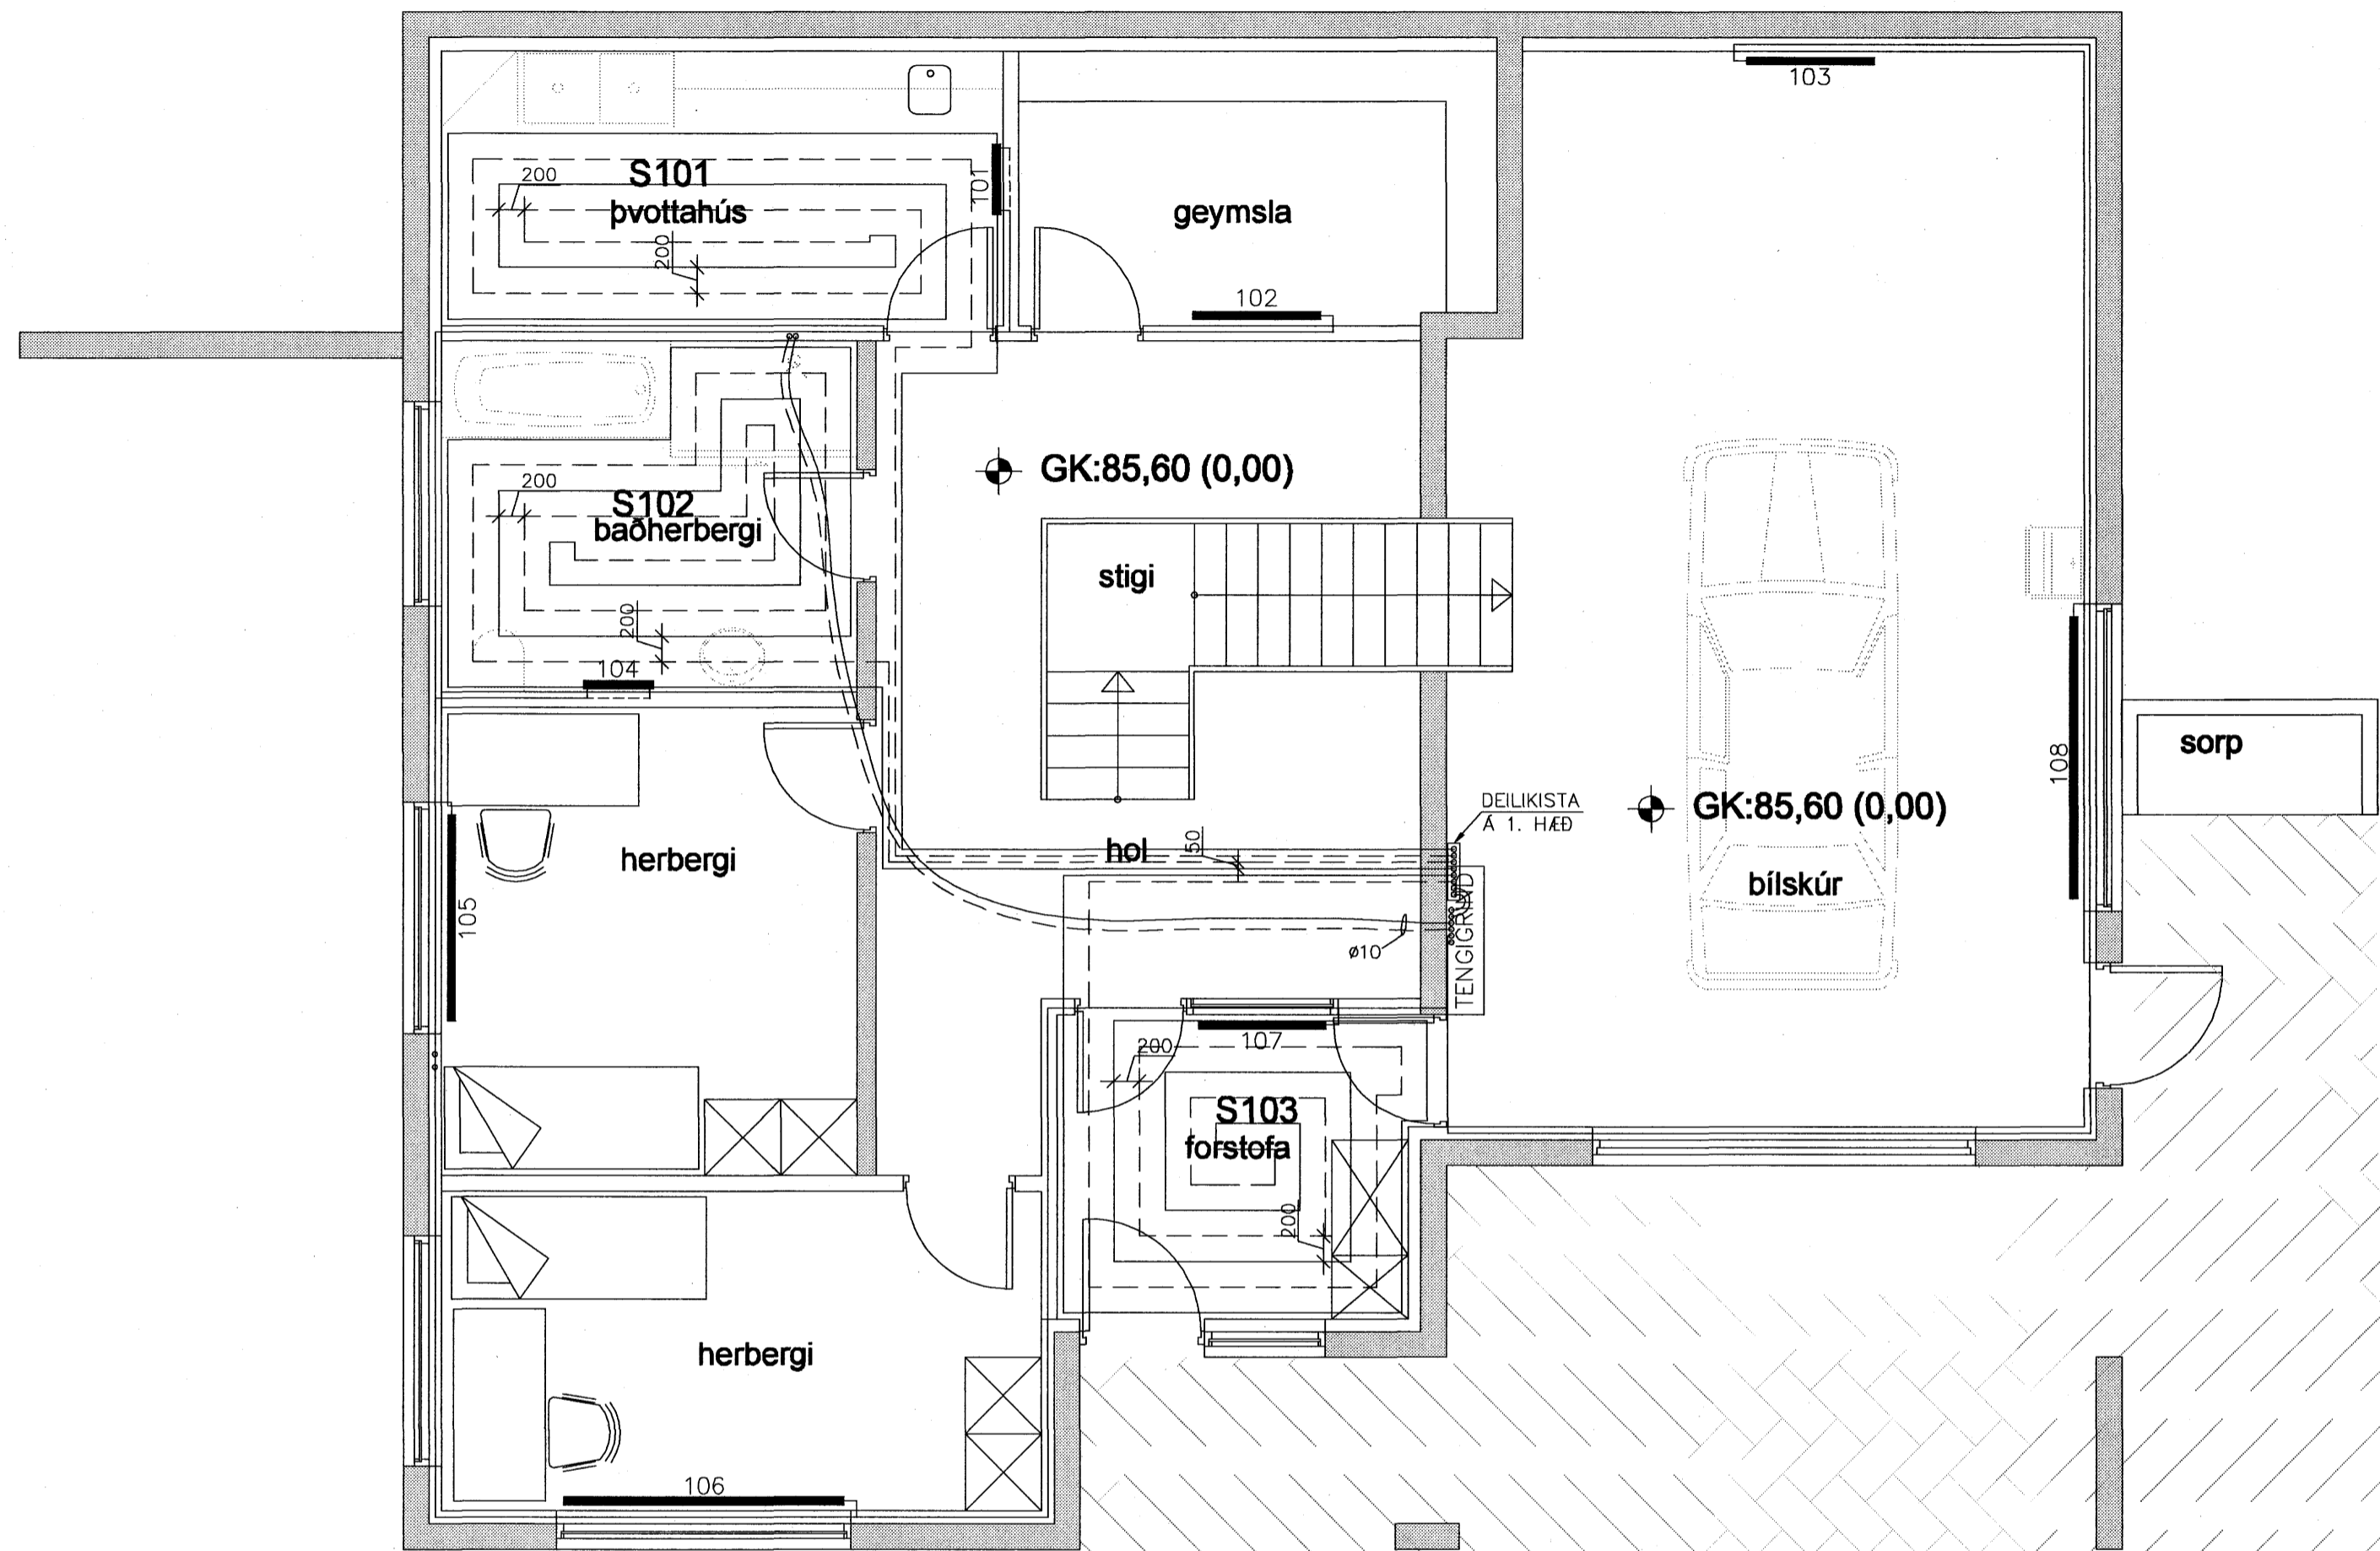 103
S101
þvottahús
200
200
101
geymsla
102
GK:85,60 (0,00)
200
S102
baðherbergi
200
104
stigi
sorp
108
DEILIKISTA
Á 1. HÆÐ
GK:85,60 (0,00)
hol
50
herbergi
105
bílskúr
TENGIGRIND
ø10
107
200
S103
forstofa
200
herbergi
106